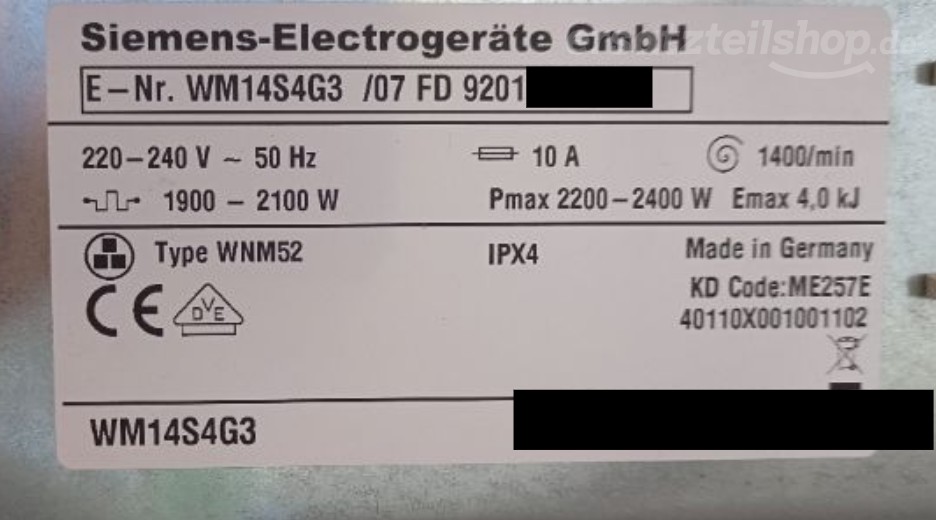 Siemens-Electrogeräte GmbH
zteilshop.de
E-Nr. WM14S4G3 /07 FD 9201
220-240 V ~ 50 Hz 10 A 1400/min
1900 - 2100 W Pmax 2200-2400 W Emax 4,0 kJ
Type WNM52 IPX4 Made in Germany
KD Code:ME257E
CE DVE
40110X001001102
WM14S4G3